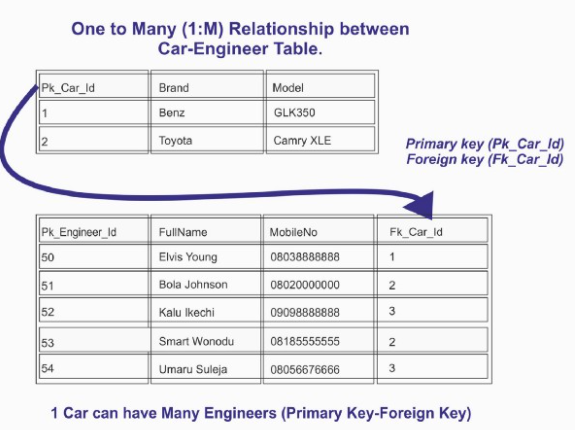 One to Many (1:M) Relationship between
Car-Engineer Table.
Pk_Car_Id Brand Model
1 Benz GLK350
2 Toyota Camry XLE
Primary key (Pk_Car_Id)
Foreign key (Fk_Car_Id)
Pk_Engineer_Id FullName MobileNo Fk_Car_Id
50 Elvis Young 08038888888 1
51 Bola Johnson 08020000000 2
52 Kalu Ikechi 09098888888 3
53 Smart Wonodu 08185555555 2
54 Umaru Suleja 08056676666 3
1 Car can have Many Engineers (Primary Key-Foreign Key)